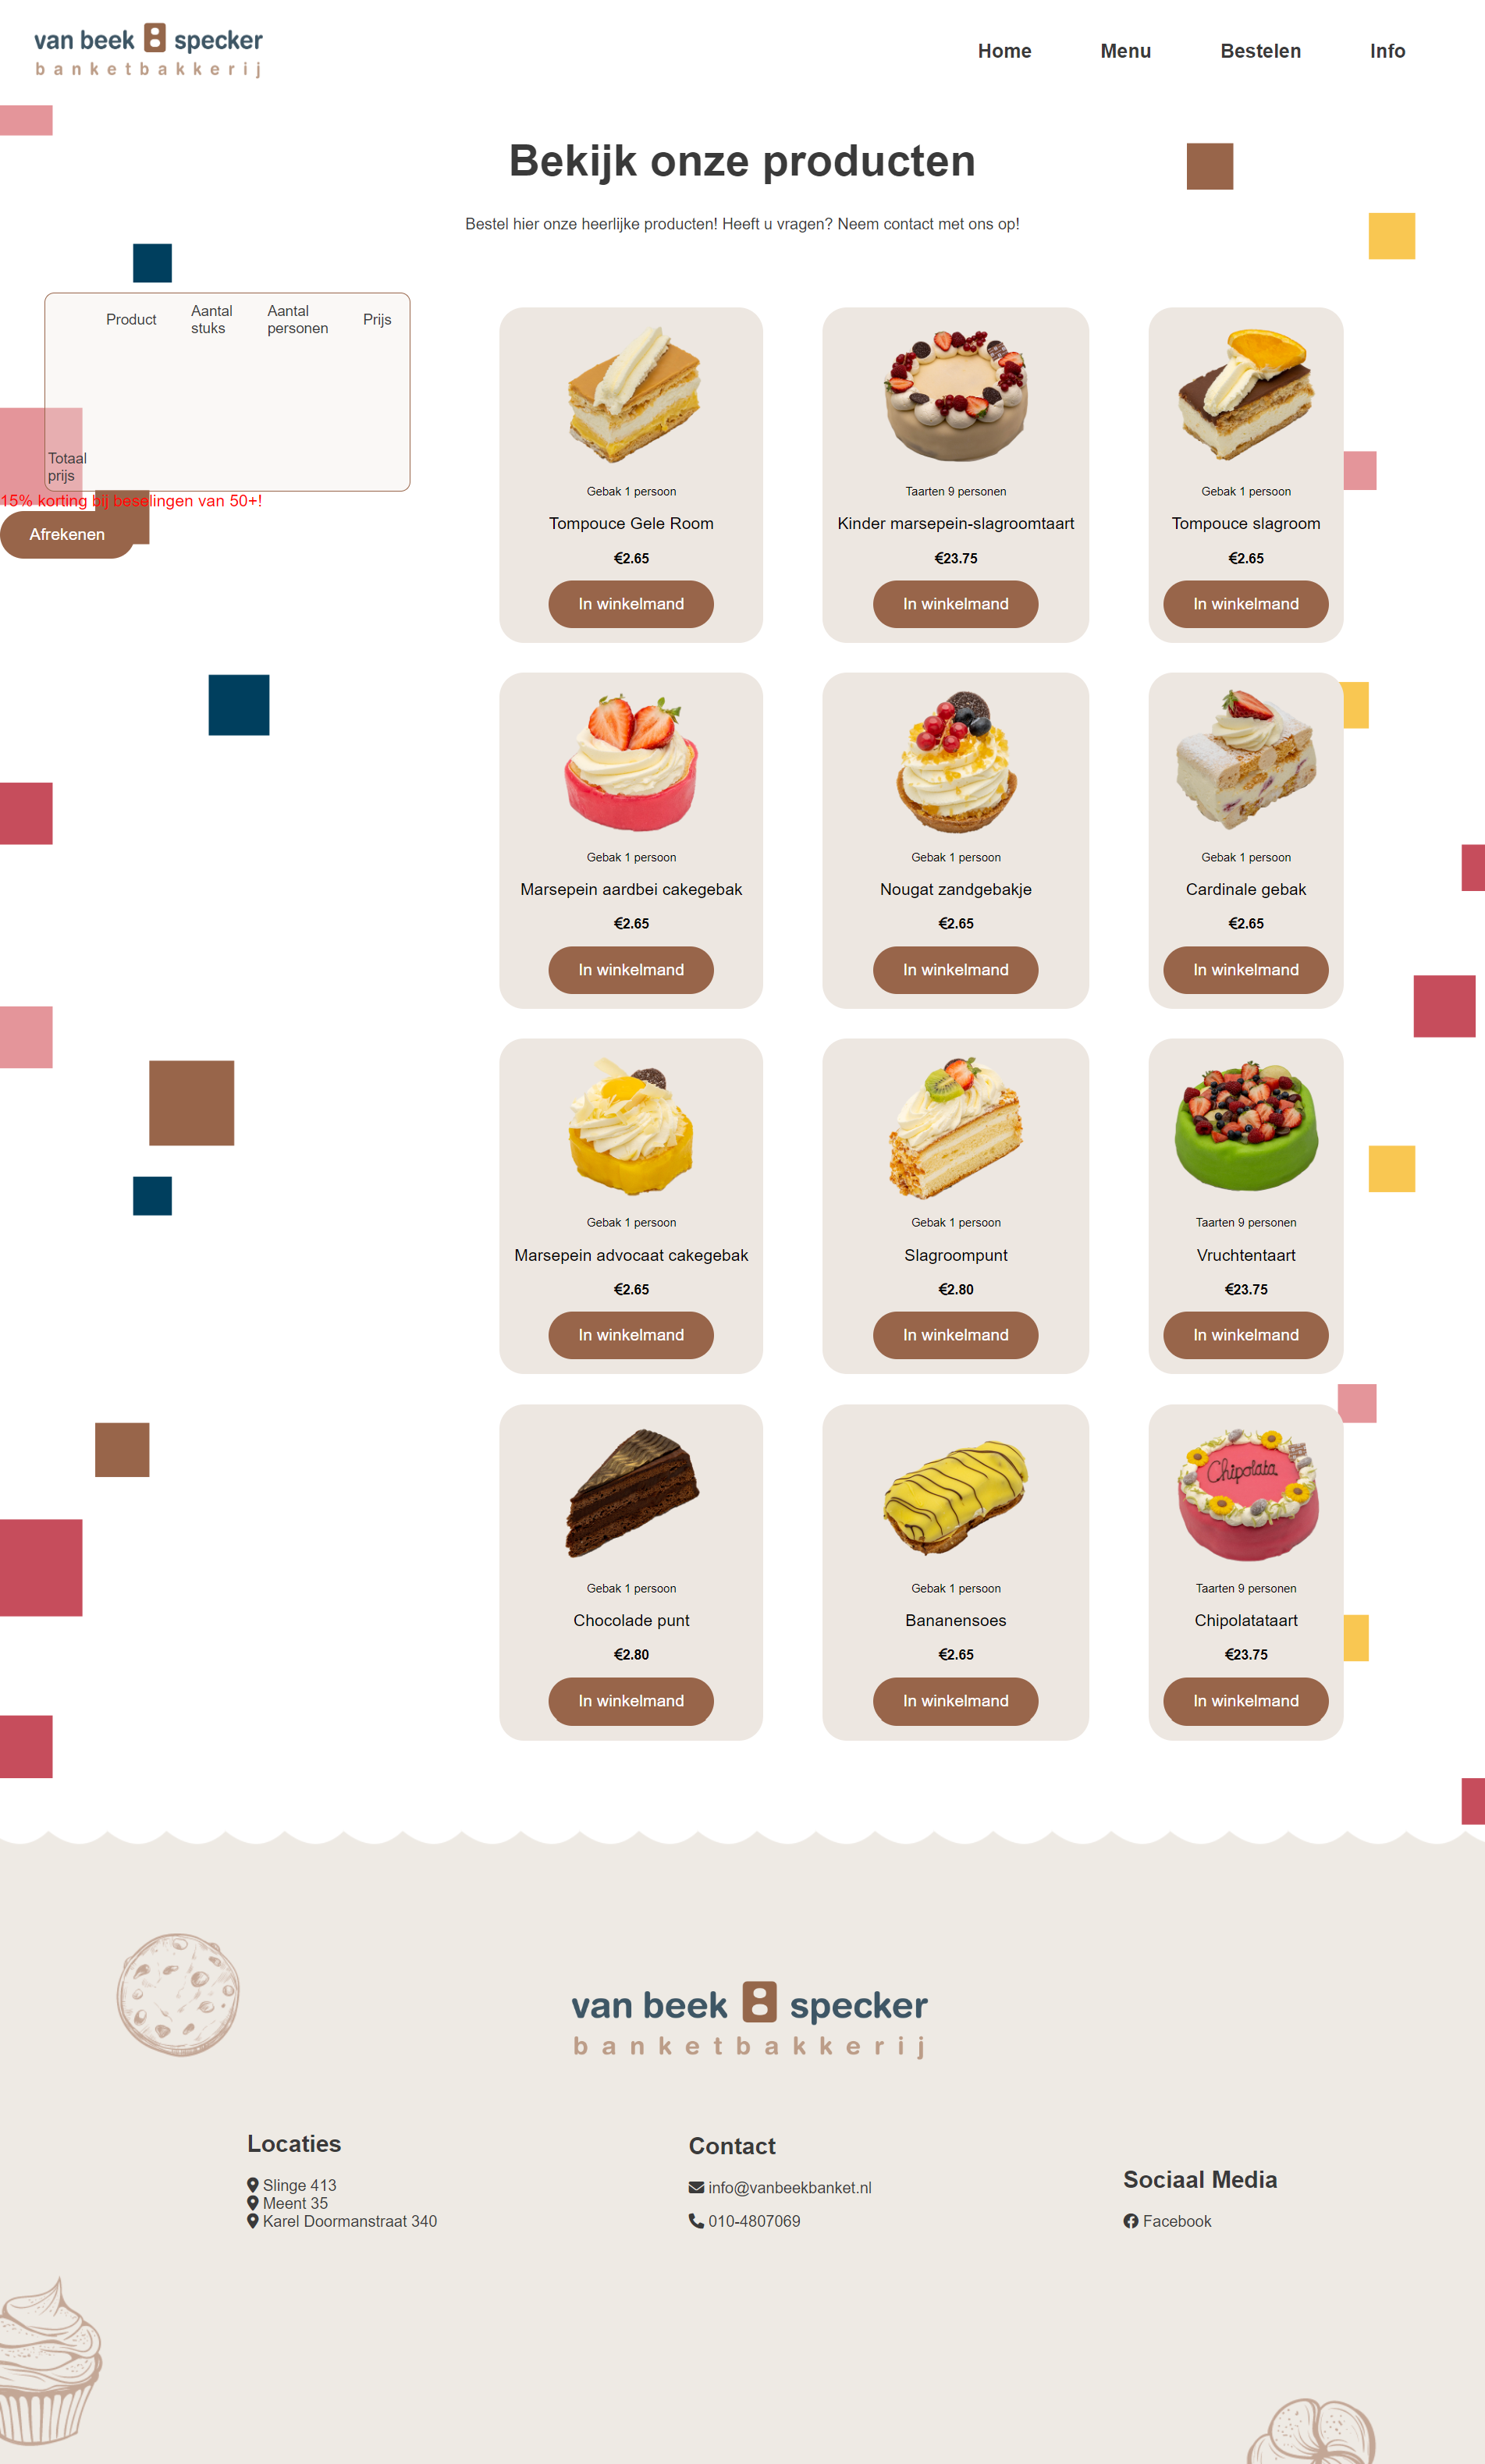 van beek specker
banketbakkerij
Home
Menu
Bestelen
Info
Bekijk onze producten
Bestel hier onze heerlijke producten! Heeft u vragen? Neem contact met ons op!
Product
Aantal
stuks
Aantal
personen
Prijs
Totaal
prijs
15% korting bij beselingen van 50+!
Afrekenen
Gebak 1 persoon
Tompouce Gele Room
€2.65
In winkelmand
Taarten 9 personen
Kinder marsepein-slagroomtaart
€23.75
In winkelmand
Gebak 1 persoon
Tompouce slagroom
€2.65
In winkelmand
Gebak 1 persoon
Marsepein aardbei cakegebak
€2.65
In winkelmand
Gebak 1 persoon
Nougat zandgebakje
€2.65
In winkelmand
Gebak 1 persoon
Cardinale gebak
€2.65
In winkelmand
Gebak 1 persoon
Marsepein advocaat cakegebak
€2.65
In winkelmand
Gebak 1 persoon
Slagroompunt
€2.80
In winkelmand
Taarten 9 personen
Vruchtentaart
€23.75
In winkelmand
Gebak 1 persoon
Chocolade punt
€2.80
In winkelmand
Gebak 1 persoon
Bananensoes
€2.65
In winkelmand
Chipolata
Taarten 9 personen
Chipolatataart
€23.75
In winkelmand
van beek specker
banketbakkerij
Locaties
Slinge 413
Meent 35
Karel Doormanstraat 340
Contact
info@vanbeekbanket.nl
010-4807069
Sociaal Media
Facebook